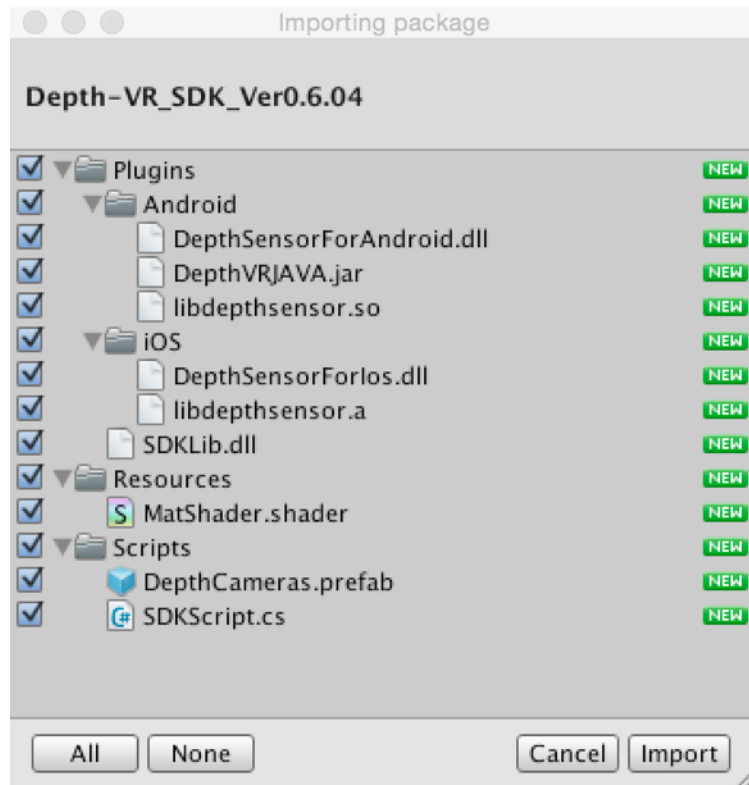 Importing package
Depth-VR_SDK_Ver0.6.04
Plugins NEW
Android NEW
DepthSensorForAndroid.dll NEW
DepthVRJAVA.jar NEW
libdepthsensor.so NEW
iOS NEW
DepthSensorForIos.dll NEW
libdepthsensor.a NEW
SDKLib.dll NEW
Resources NEW
S MatShader.shader NEW
Scripts NEW
DepthCameras.prefab NEW
C# SDKScript.cs NEW
All None Cancel Import